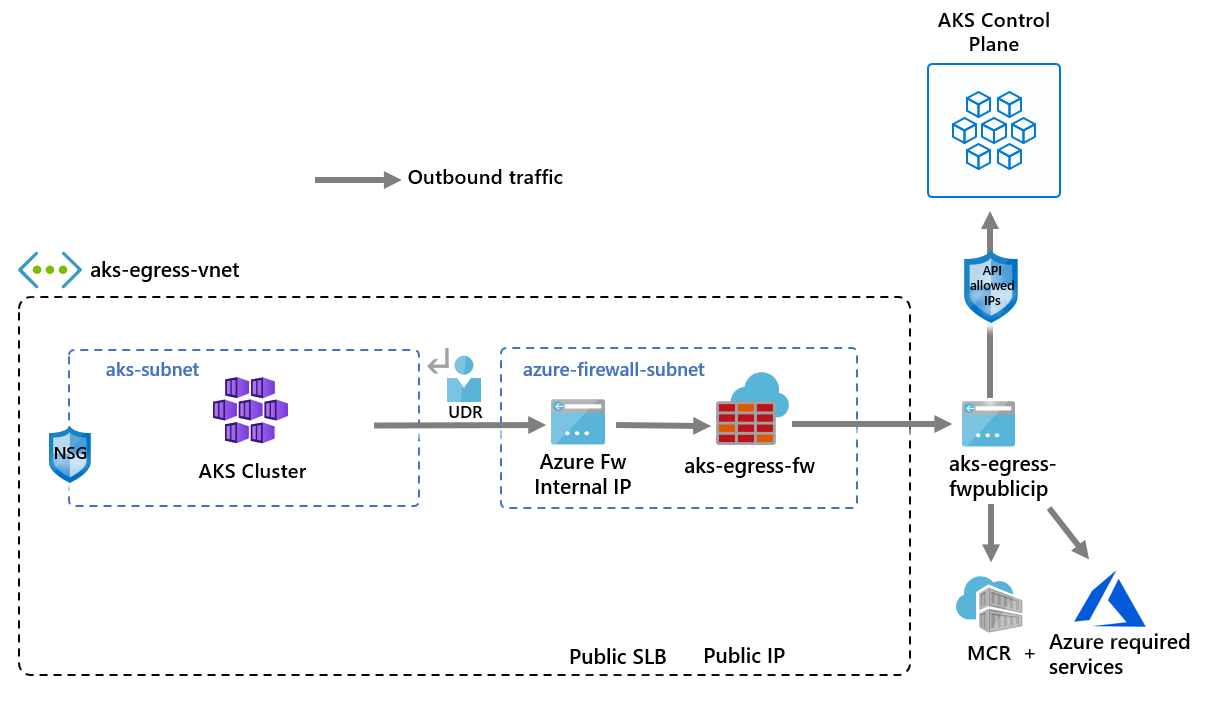 AKS Control
Plane
Outbound traffic
API
allowed
IPs
aks-egress-vnet
aks-subnet
UDR
azure-firewall-subnet
NSG
AKS Cluster
Azure Fw
Internal IP
aks-egress-fw
aks-egress-
fwpublicip
Public SLB
Public IP
MCR +
Azure required
services